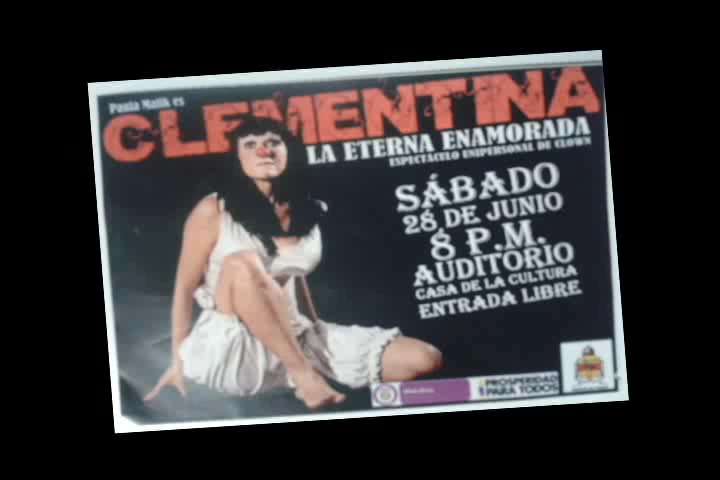 Paula Malik es
CLEMENTINA
LA ETERNA ENAMORADA
ESPECTACULO UNIPERSONAL DE CLOWN
SÁBADO
28 DE JUNIO
8 P.M.
AUDITORIO
CASA DE LA CULTURA
ENTRADA LIBRE
PROSPERIDAD
PARA TODOS